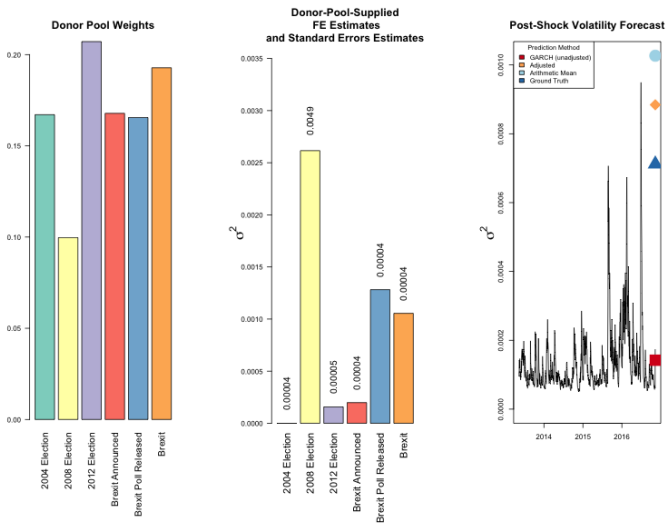 Donor Pool Weights
0.20
0.15
0.10
0.05
0.00
2004 Election
2008 Election
2012 Election
Brexit Announced
Brexit Poll Released
Brexit
Donor-Pool-Supplied
FE Estimates
and Standard Errors Estimates
σ²
0.0035
0.0030
0.0025
0.0020
0.0015
0.0010
0.0005
0.0000
0.00004
0.0049
0.00005
0.00004
0.00004
0.00004
2004 Election
2008 Election
2012 Election
Brexit Announced
Brexit Poll Released
Brexit
Post-Shock Volatility Forecast
Prediction Method
GARCH (unadjusted)
Adjusted
Arithmetic Mean
Ground Truth
σ²
0.0010
0.0008
0.0006
0.0004
0.0002
0.0000
2014
2015
2016